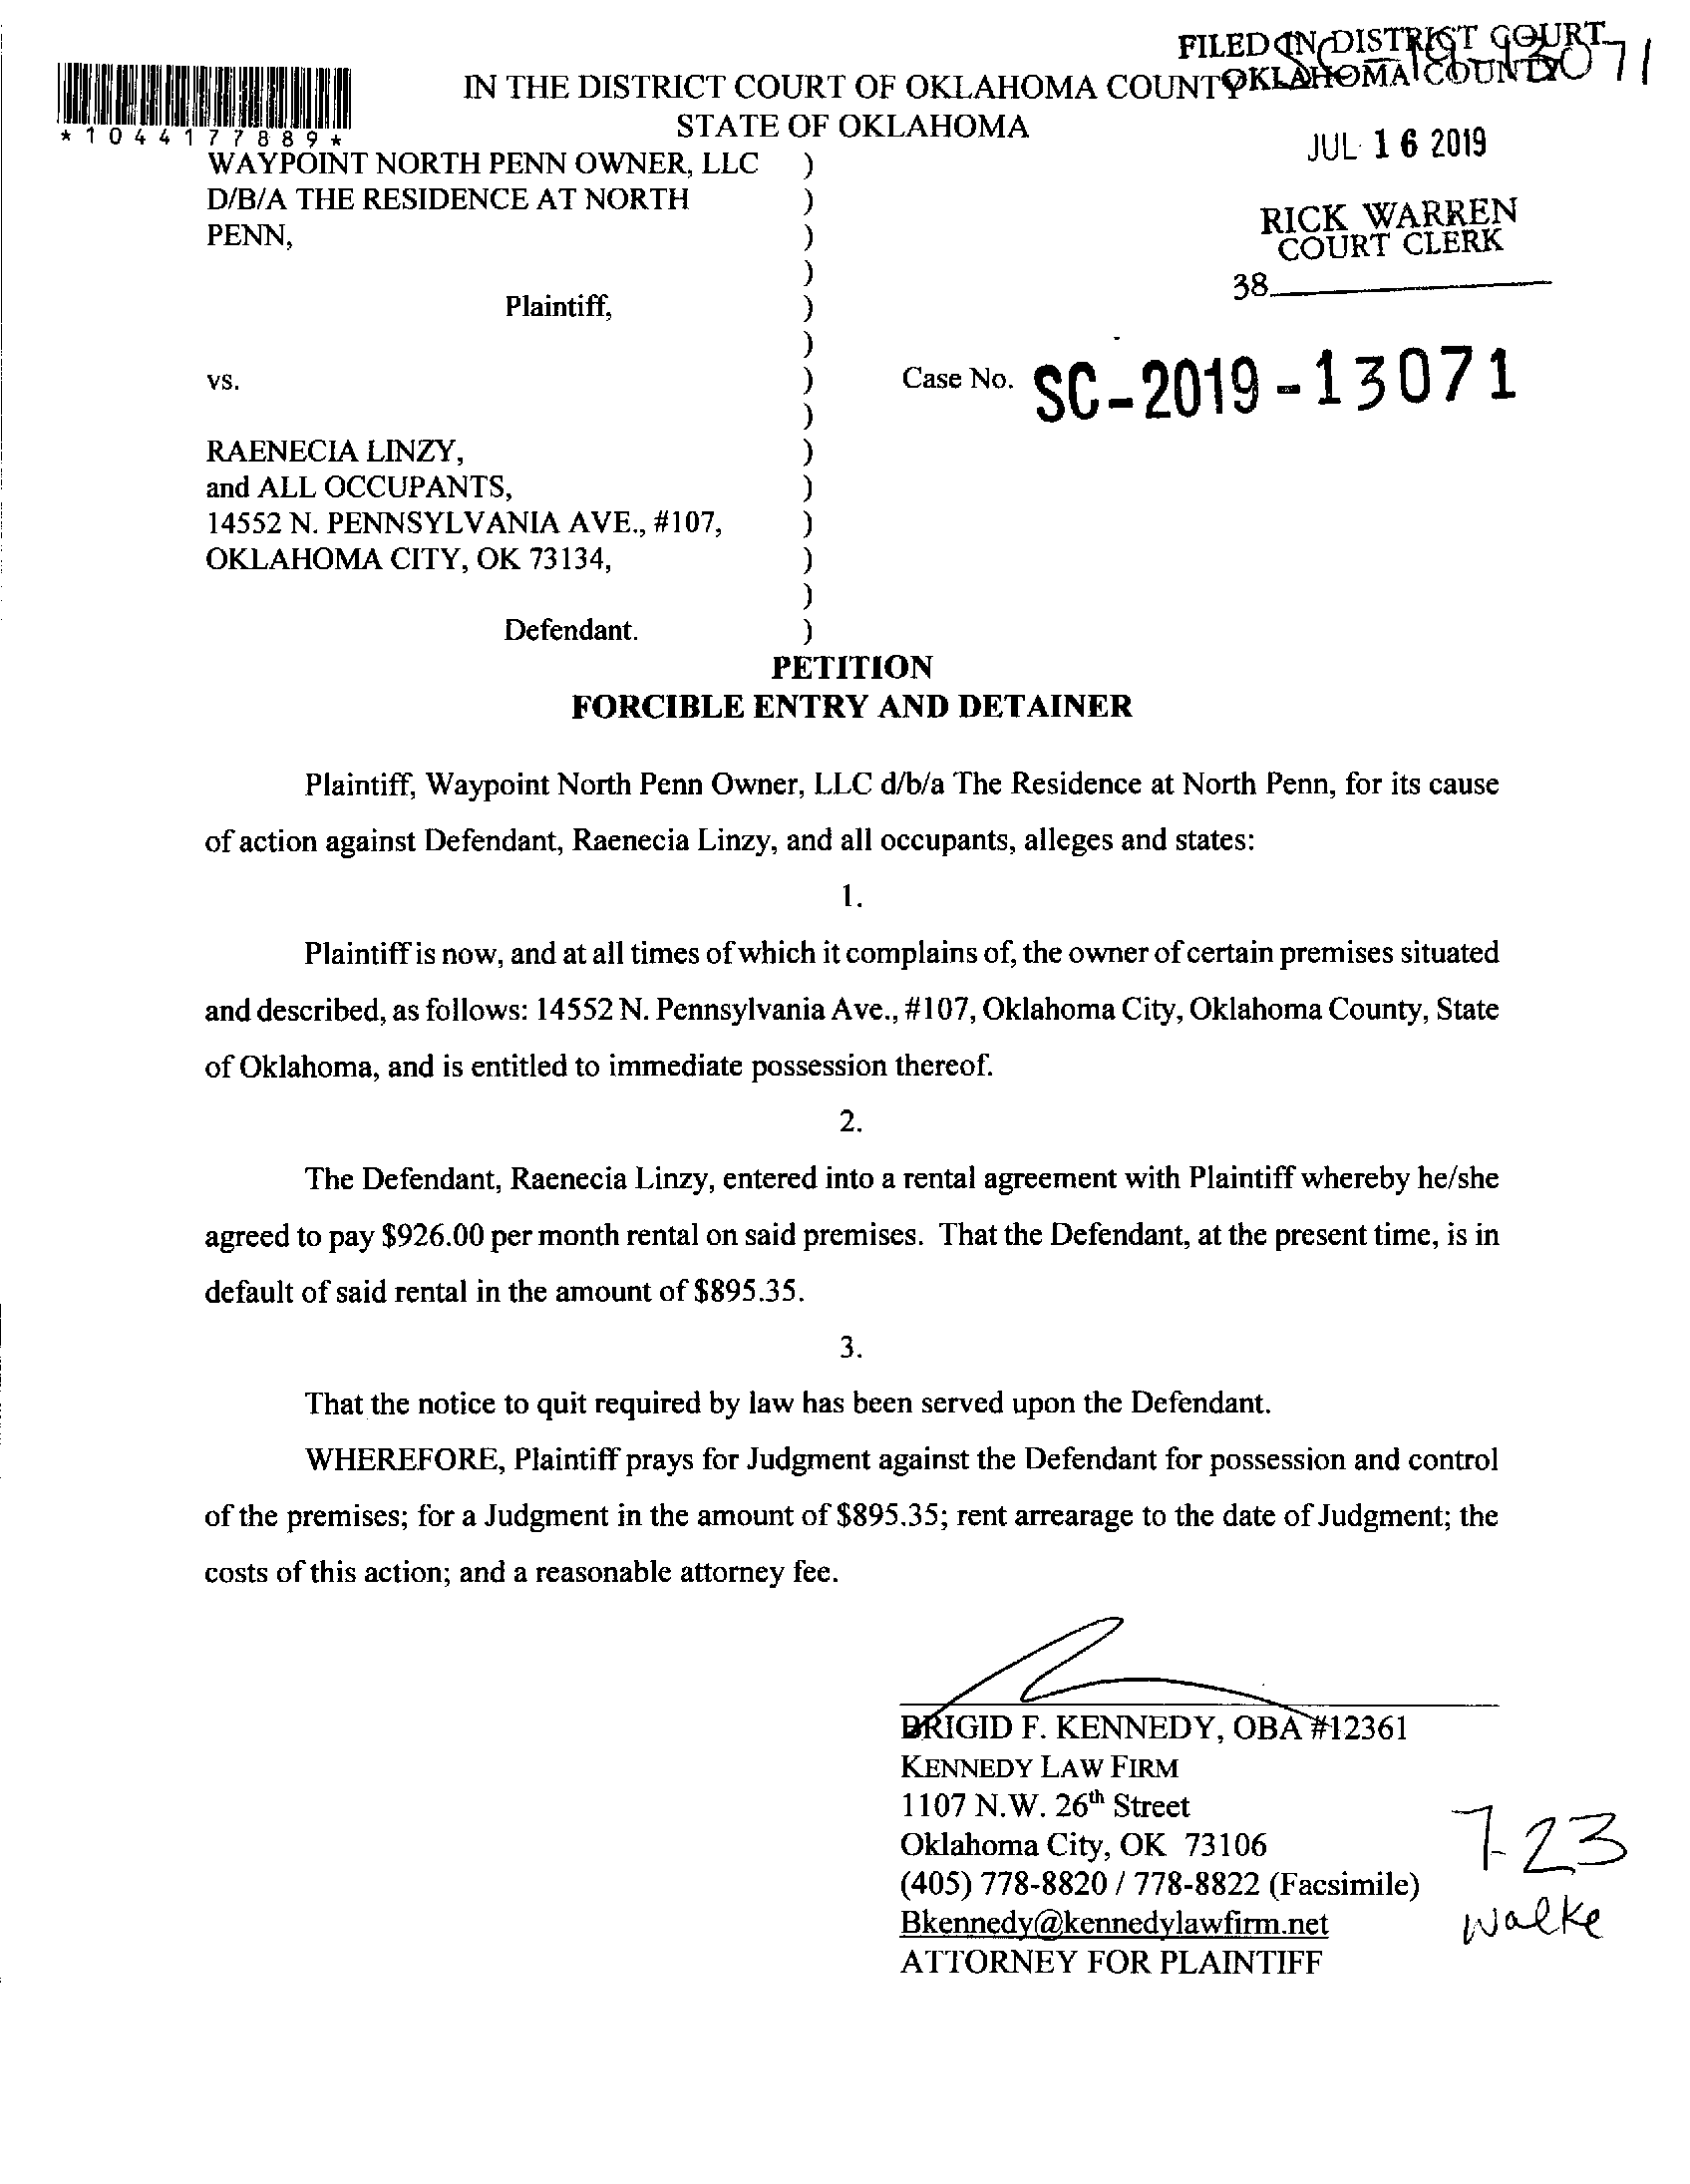 FILED IN DISTRICT COURT
OKLAHOMA COUNTY
SC-19-13071
IN THE DISTRICT COURT OF OKLAHOMA COUNTY
STATE OF OKLAHOMA
*1044177889*
JUL 16 2019
RICK WARREN
COURT CLERK
38
WAYPOINT NORTH PENN OWNER, LLC )
D/B/A THE RESIDENCE AT NORTH )
PENN, )
)
Plaintiff, )
)
vs. ) Case No. SC-2019-13071
)
RAENECIA LINZY, )
and ALL OCCUPANTS, )
14552 N. PENNSYLVANIA AVE., #107, )
OKLAHOMA CITY, OK 73134, )
)
Defendant. )
PETITION
FORCIBLE ENTRY AND DETAINER
Plaintiff, Waypoint North Penn Owner, LLC d/b/a The Residence at North Penn, for its cause
of action against Defendant, Raenecia Linzy, and all occupants, alleges and states:
1.
Plaintiff is now, and at all times of which it complains of, the owner of certain premises situated
and described, as follows: 14552 N. Pennsylvania Ave., #107, Oklahoma City, Oklahoma County, State
of Oklahoma, and is entitled to immediate possession thereof.
2.
The Defendant, Raenecia Linzy, entered into a rental agreement with Plaintiff whereby he/she
agreed to pay $926.00 per month rental on said premises. That the Defendant, at the present time, is in
default of said rental in the amount of $895.35.
3.
That the notice to quit required by law has been served upon the Defendant.
WHEREFORE, Plaintiff prays for Judgment against the Defendant for possession and control
of the premises; for a Judgment in the amount of $895.35; rent arrearage to the date of Judgment; the
costs of this action; and a reasonable attorney fee.
BRIGID F. KENNEDY, OBA #12361
KENNEDY LAW FIRM
1107 N.W. 26th Street
Oklahoma City, OK 73106
(405) 778-8820 / 778-8822 (Facsimile)
Bkennedy@kennedylawfirm.net
ATTORNEY FOR PLAINTIFF
7-23
Walke